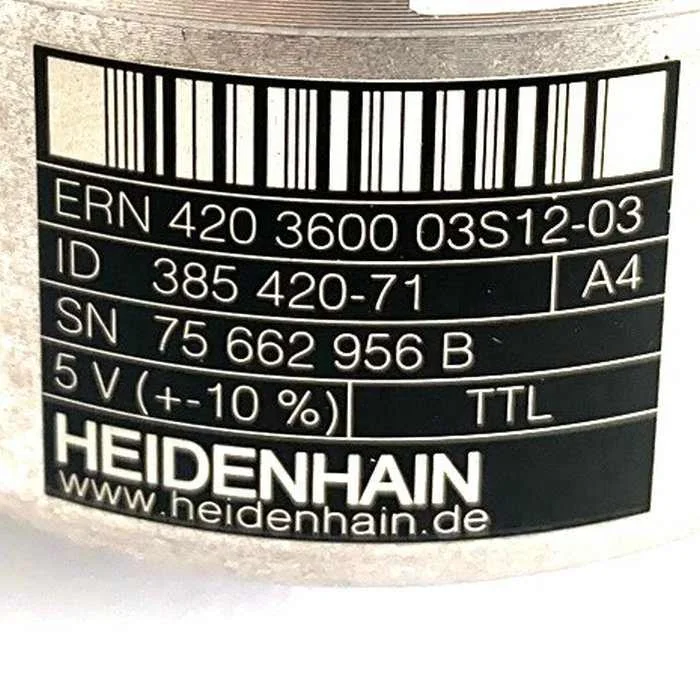 ERN 420 3600 03S12-03
ID 385 420-71 A4
SN 75 662 956 B
5 V (+-10 %) TTL
HEIDENHAIN
www.heidenhain.de